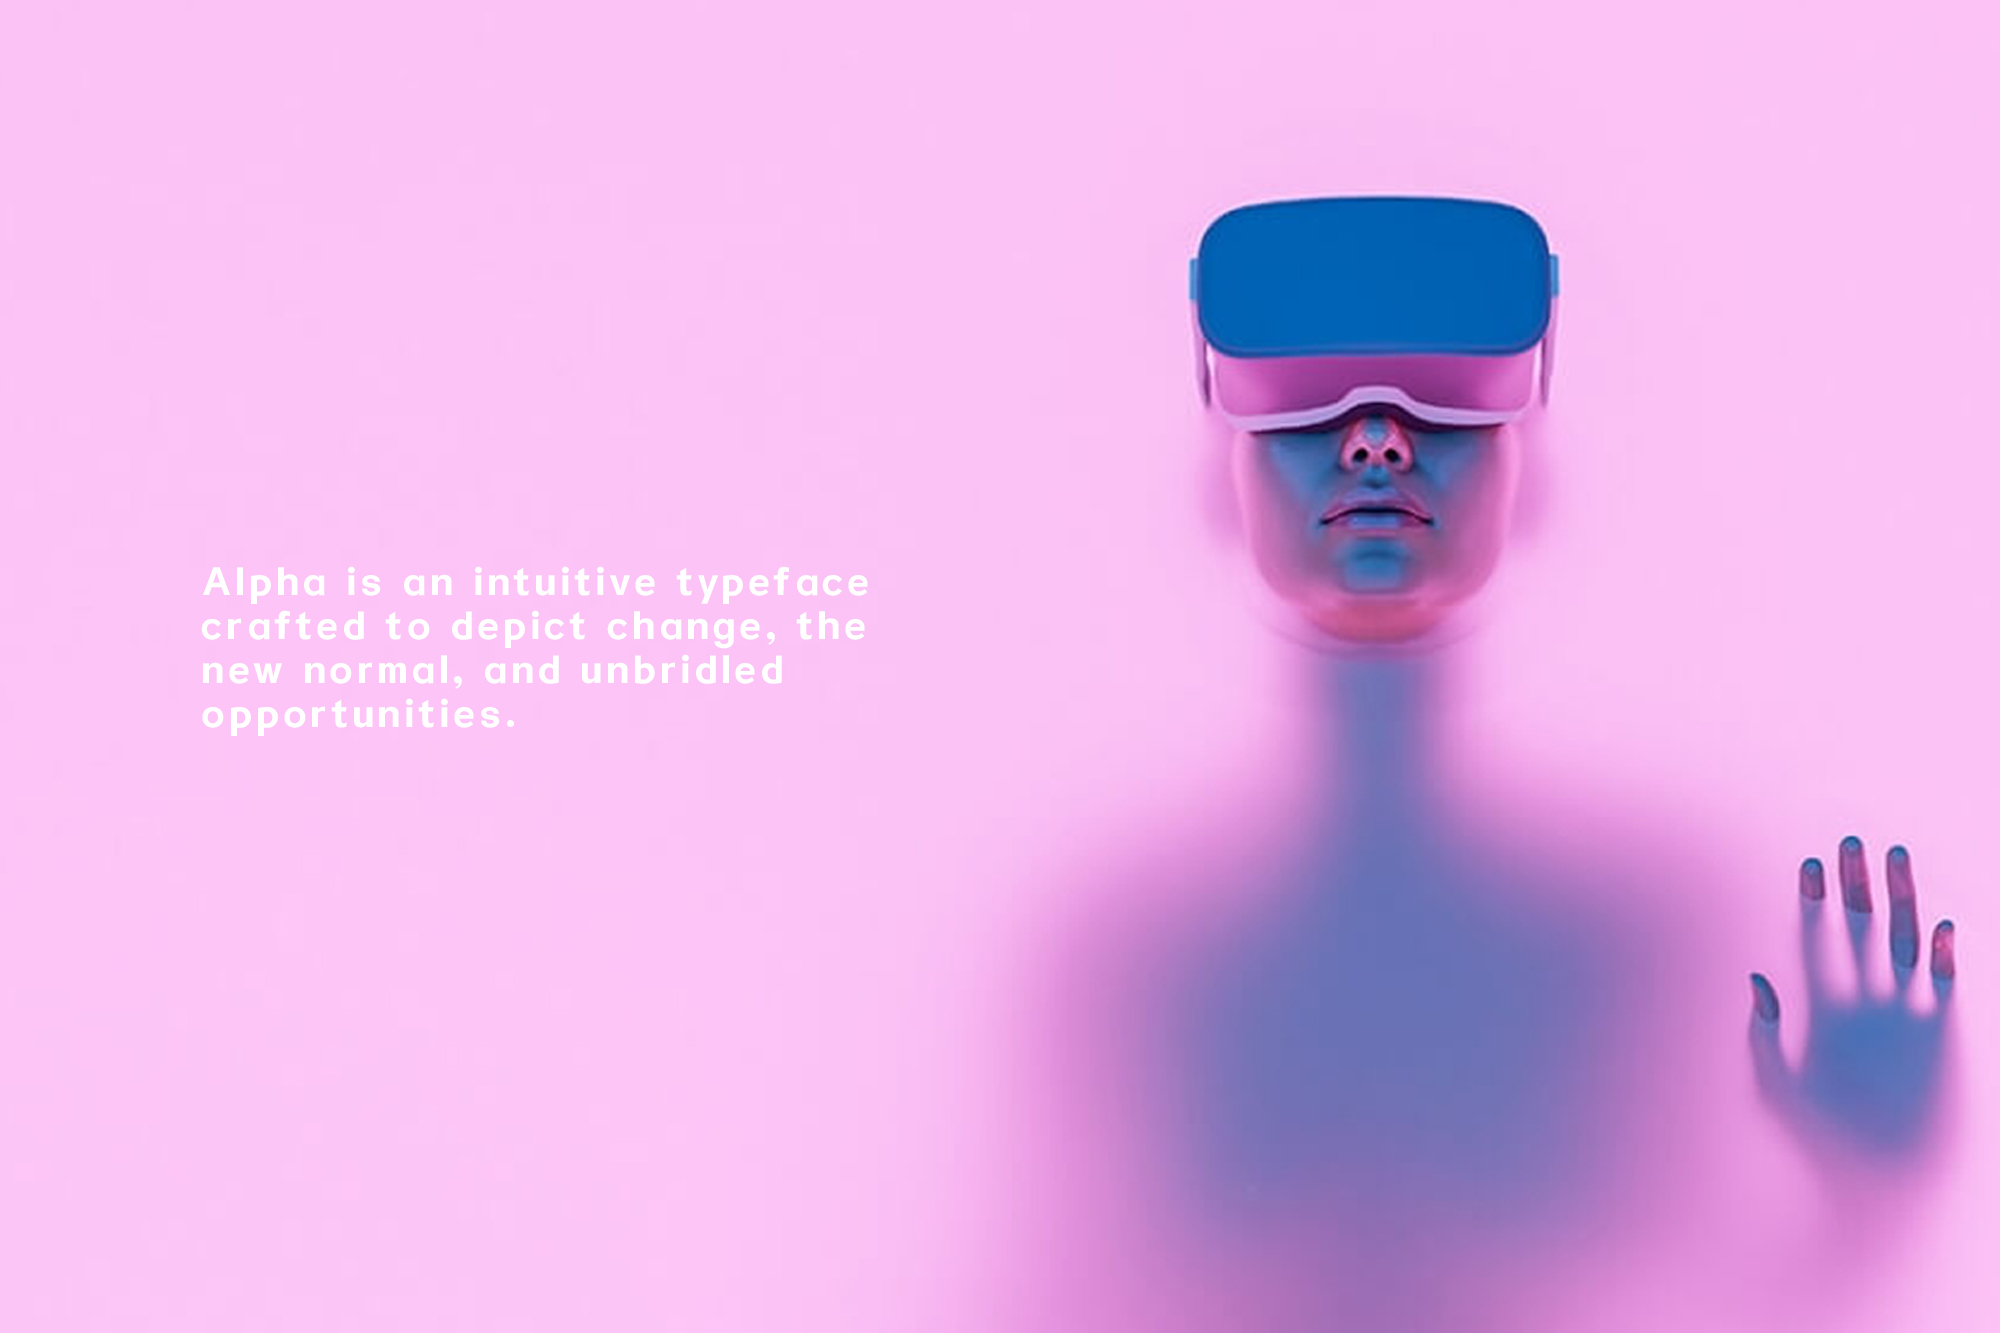 Alpha is an intuitive typeface
crafted to depict change, the
new normal, and unbridled
opportunities.